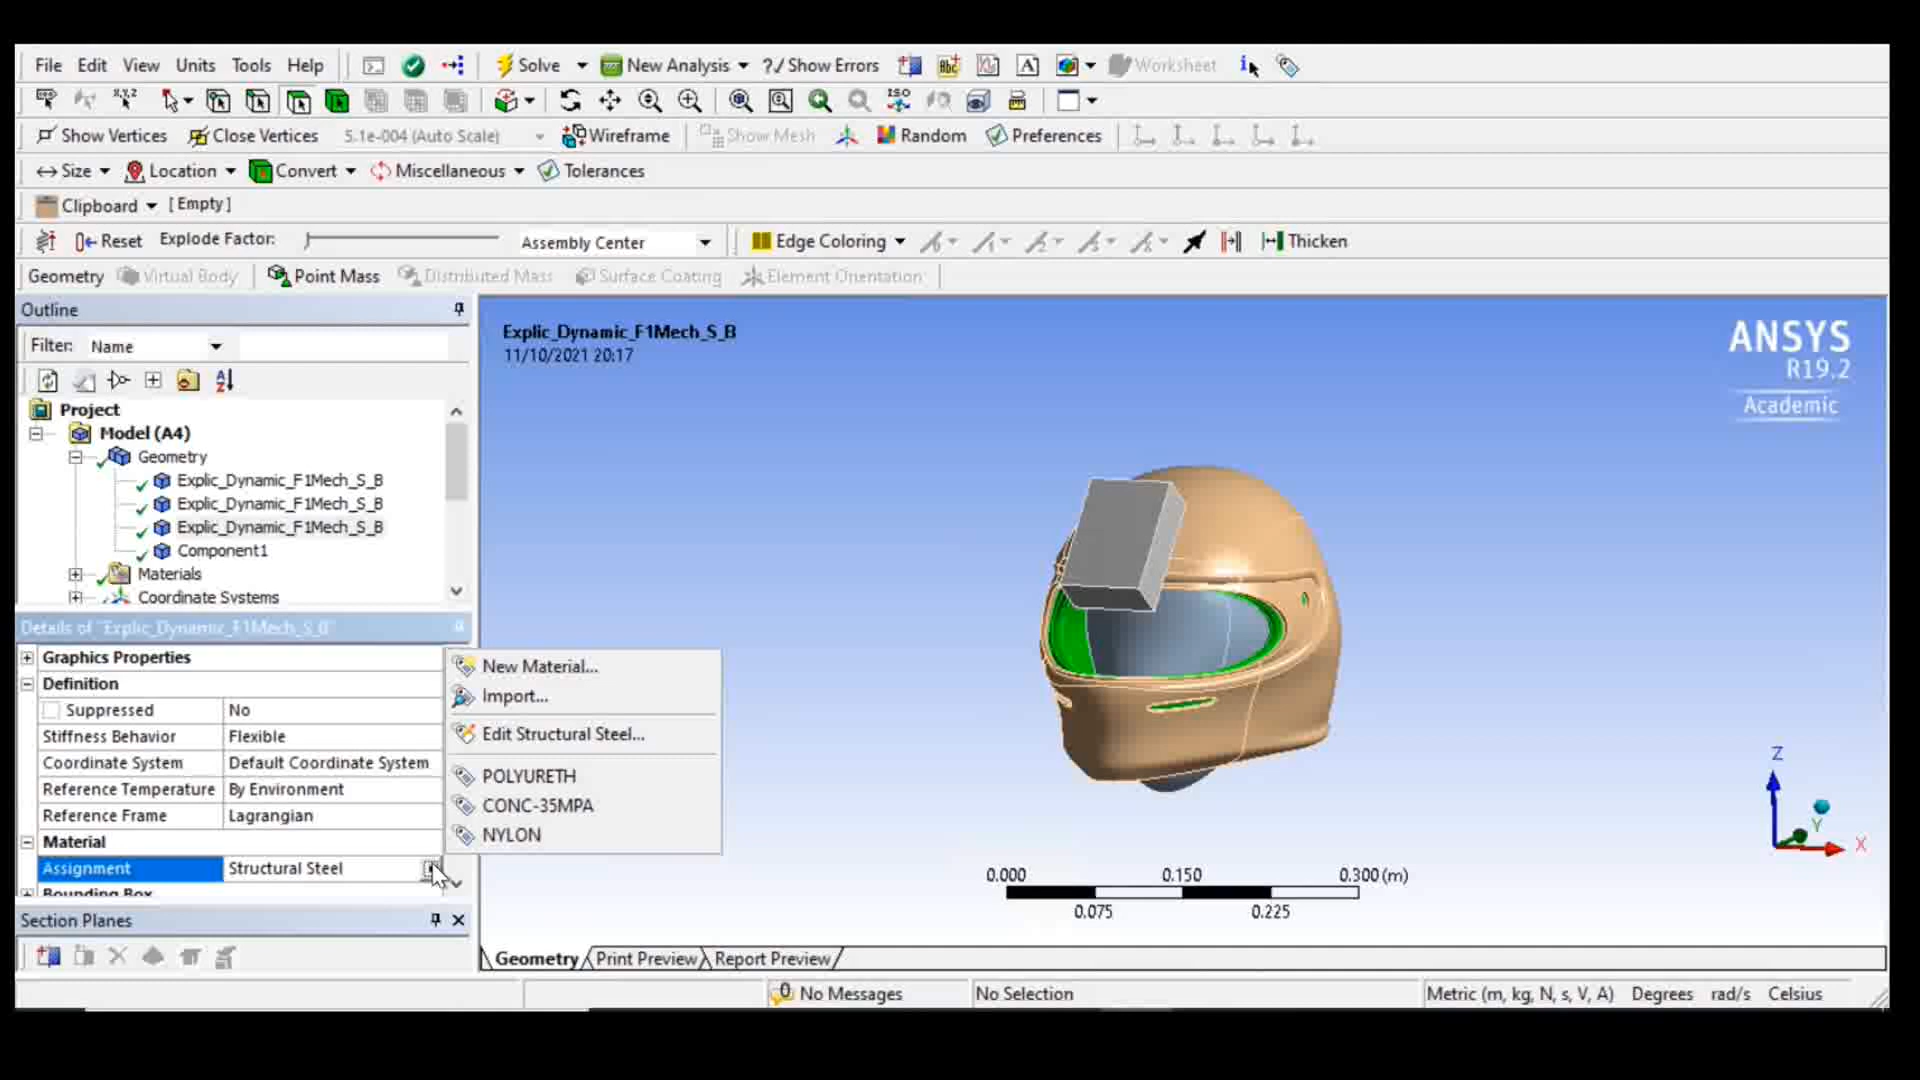 File Edit View Units Tools Help Solve New Analysis ?/ Show Errors Worksheet
Show Vertices Close Vertices 5.1e-004 (Auto Scale) Wireframe Show Mesh Random Preferences
Size Location Convert Miscellaneous Tolerances
Clipboard [ Empty ]
Reset Explode Factor: Assembly Center Edge Coloring Thicken
Geometry Virtual Body Point Mass Distributed Mass Surface Coating Element Orientation
Outline
Filter: Name
Project
Model (A4)
Geometry
Explic_Dynamic_F1Mech_S_B
Explic_Dynamic_F1Mech_S_B
Explic_Dynamic_F1Mech_S_B
Component1
Materials
Coordinate Systems
Details of "Explic_Dynamic_F1Mech_S_B"
Graphics Properties
Definition
Suppressed No
Stiffness Behavior Flexible
Coordinate System Default Coordinate System
Reference Temperature By Environment
Reference Frame Lagrangian
Material
Assignment Structural Steel
Bounding Box
Section Planes
New Material...
Import...
Edit Structural Steel...
POLYURETH
CONC-35MPA
NYLON
Explic_Dynamic_F1Mech_S_B
11/10/2021 20:17
ANSYS
R19.2
Academic
Z
Y
X
0.000 0.150 0.300 (m)
0.075 0.225
Geometry Print Preview Report Preview
0 No Messages No Selection Metric (m, kg, N, s, V, A) Degrees rad/s Celsius